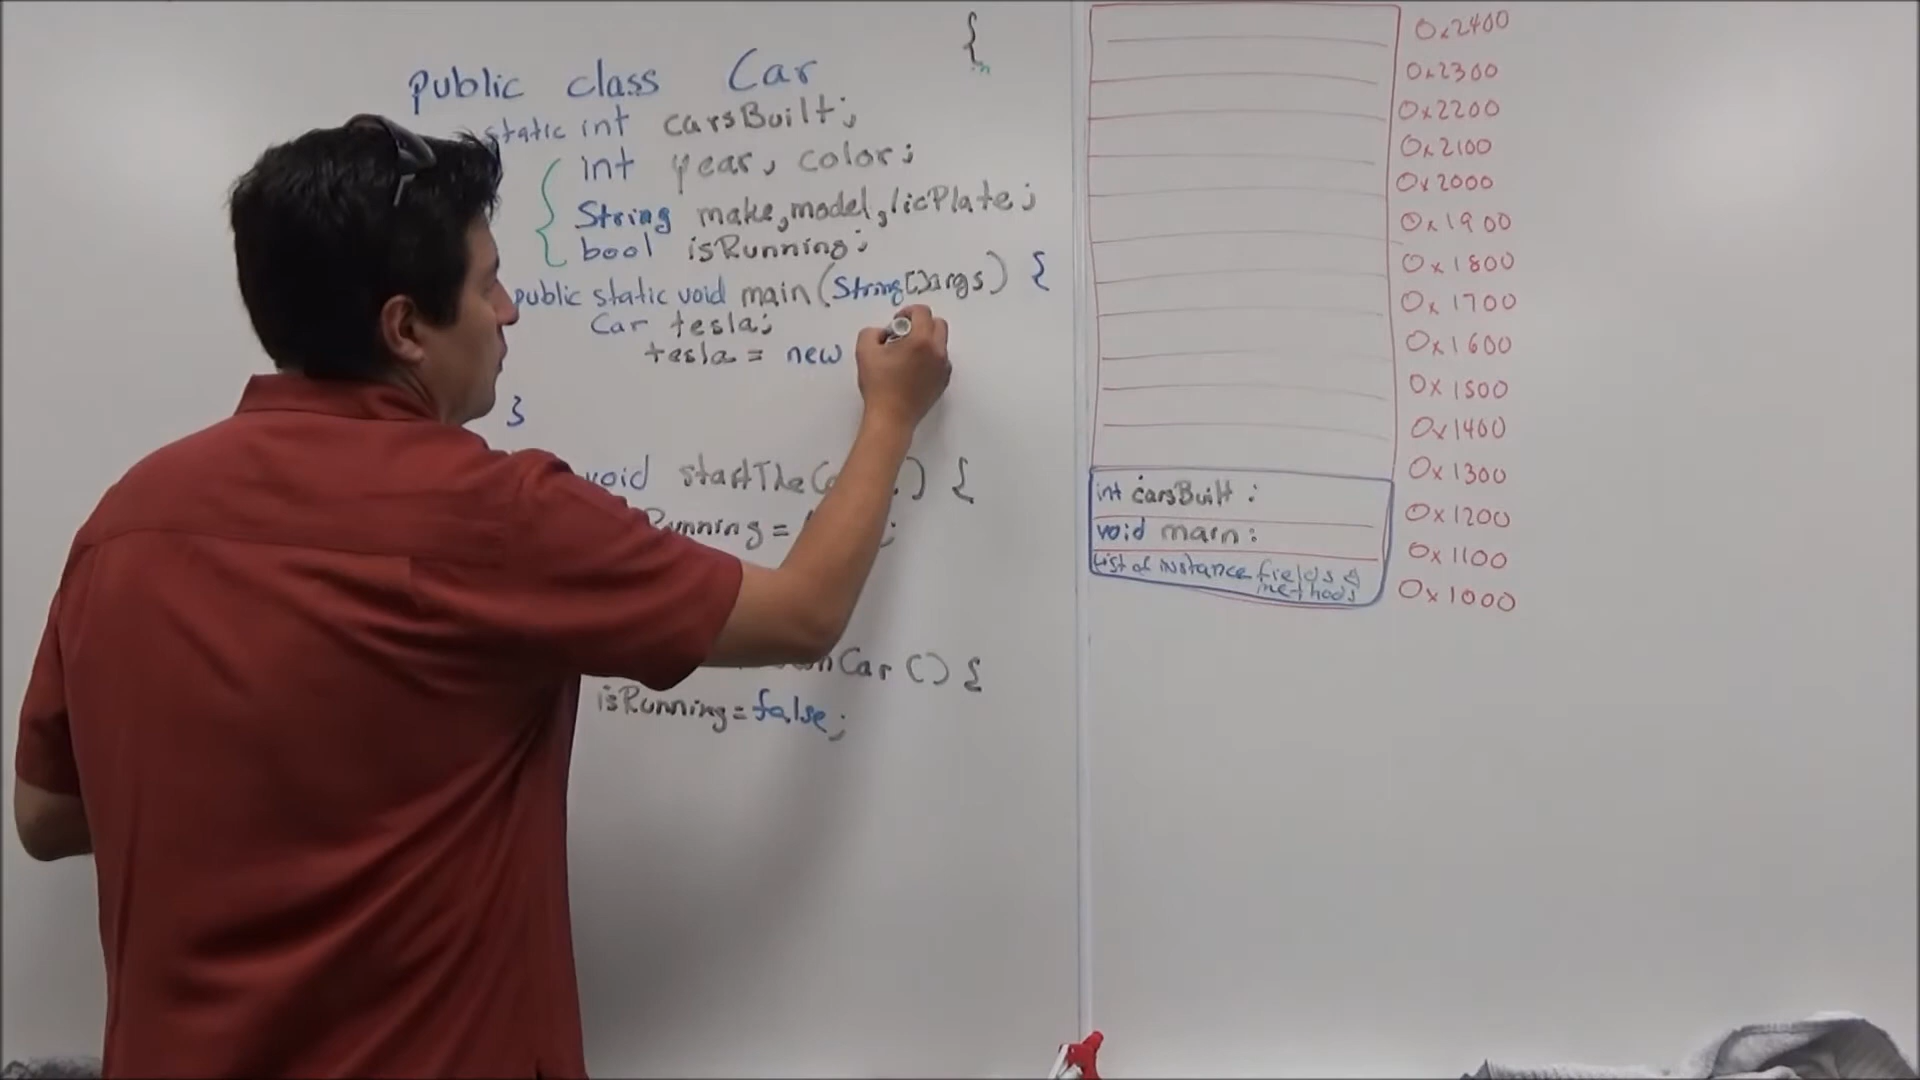 {
public class Car
static int carsBuilt;
int year, color;
String make, model, licPlate;
bool isRunning;
public static void main(String[] args) {
Car tesla;
tesla = new
}
void startThe ) {
unning = ;
Car () {
isRunning = false;
0x2400
0x2300
0x2200
0x2100
0x2000
0x1900
0x1800
0x1700
0x1600
0x1500
0x1400
0x1300
int carsBuilt :
0x1200
void main :
0x1100
List of instance fields &
methods
0x1000